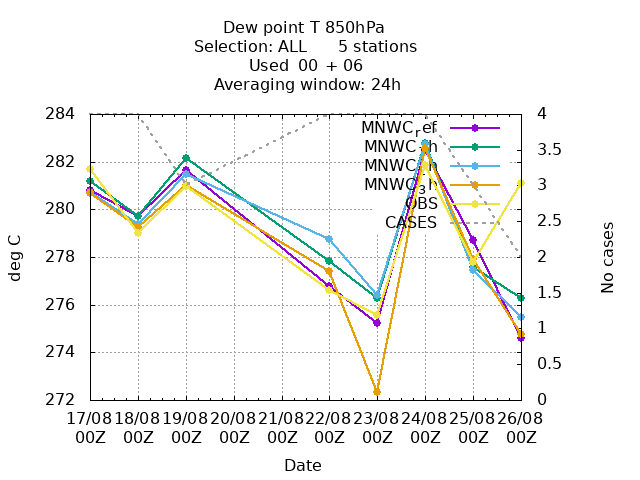 Dew point T 850hPa
Selection: ALL 5 stations
Used 00 + 06
Averaging window: 24h
284
282
280
278
276
274
272
deg C
4
3.5
3
2.5
2
1.5
1
0.5
0
No cases
MNWC_ref
OBS
CASES
17/08 18/08 19/08 20/08 21/08 22/08 23/08 24/08 25/08 26/08
00Z 00Z 00Z 00Z 00Z 00Z 00Z 00Z 00Z 00Z
Date